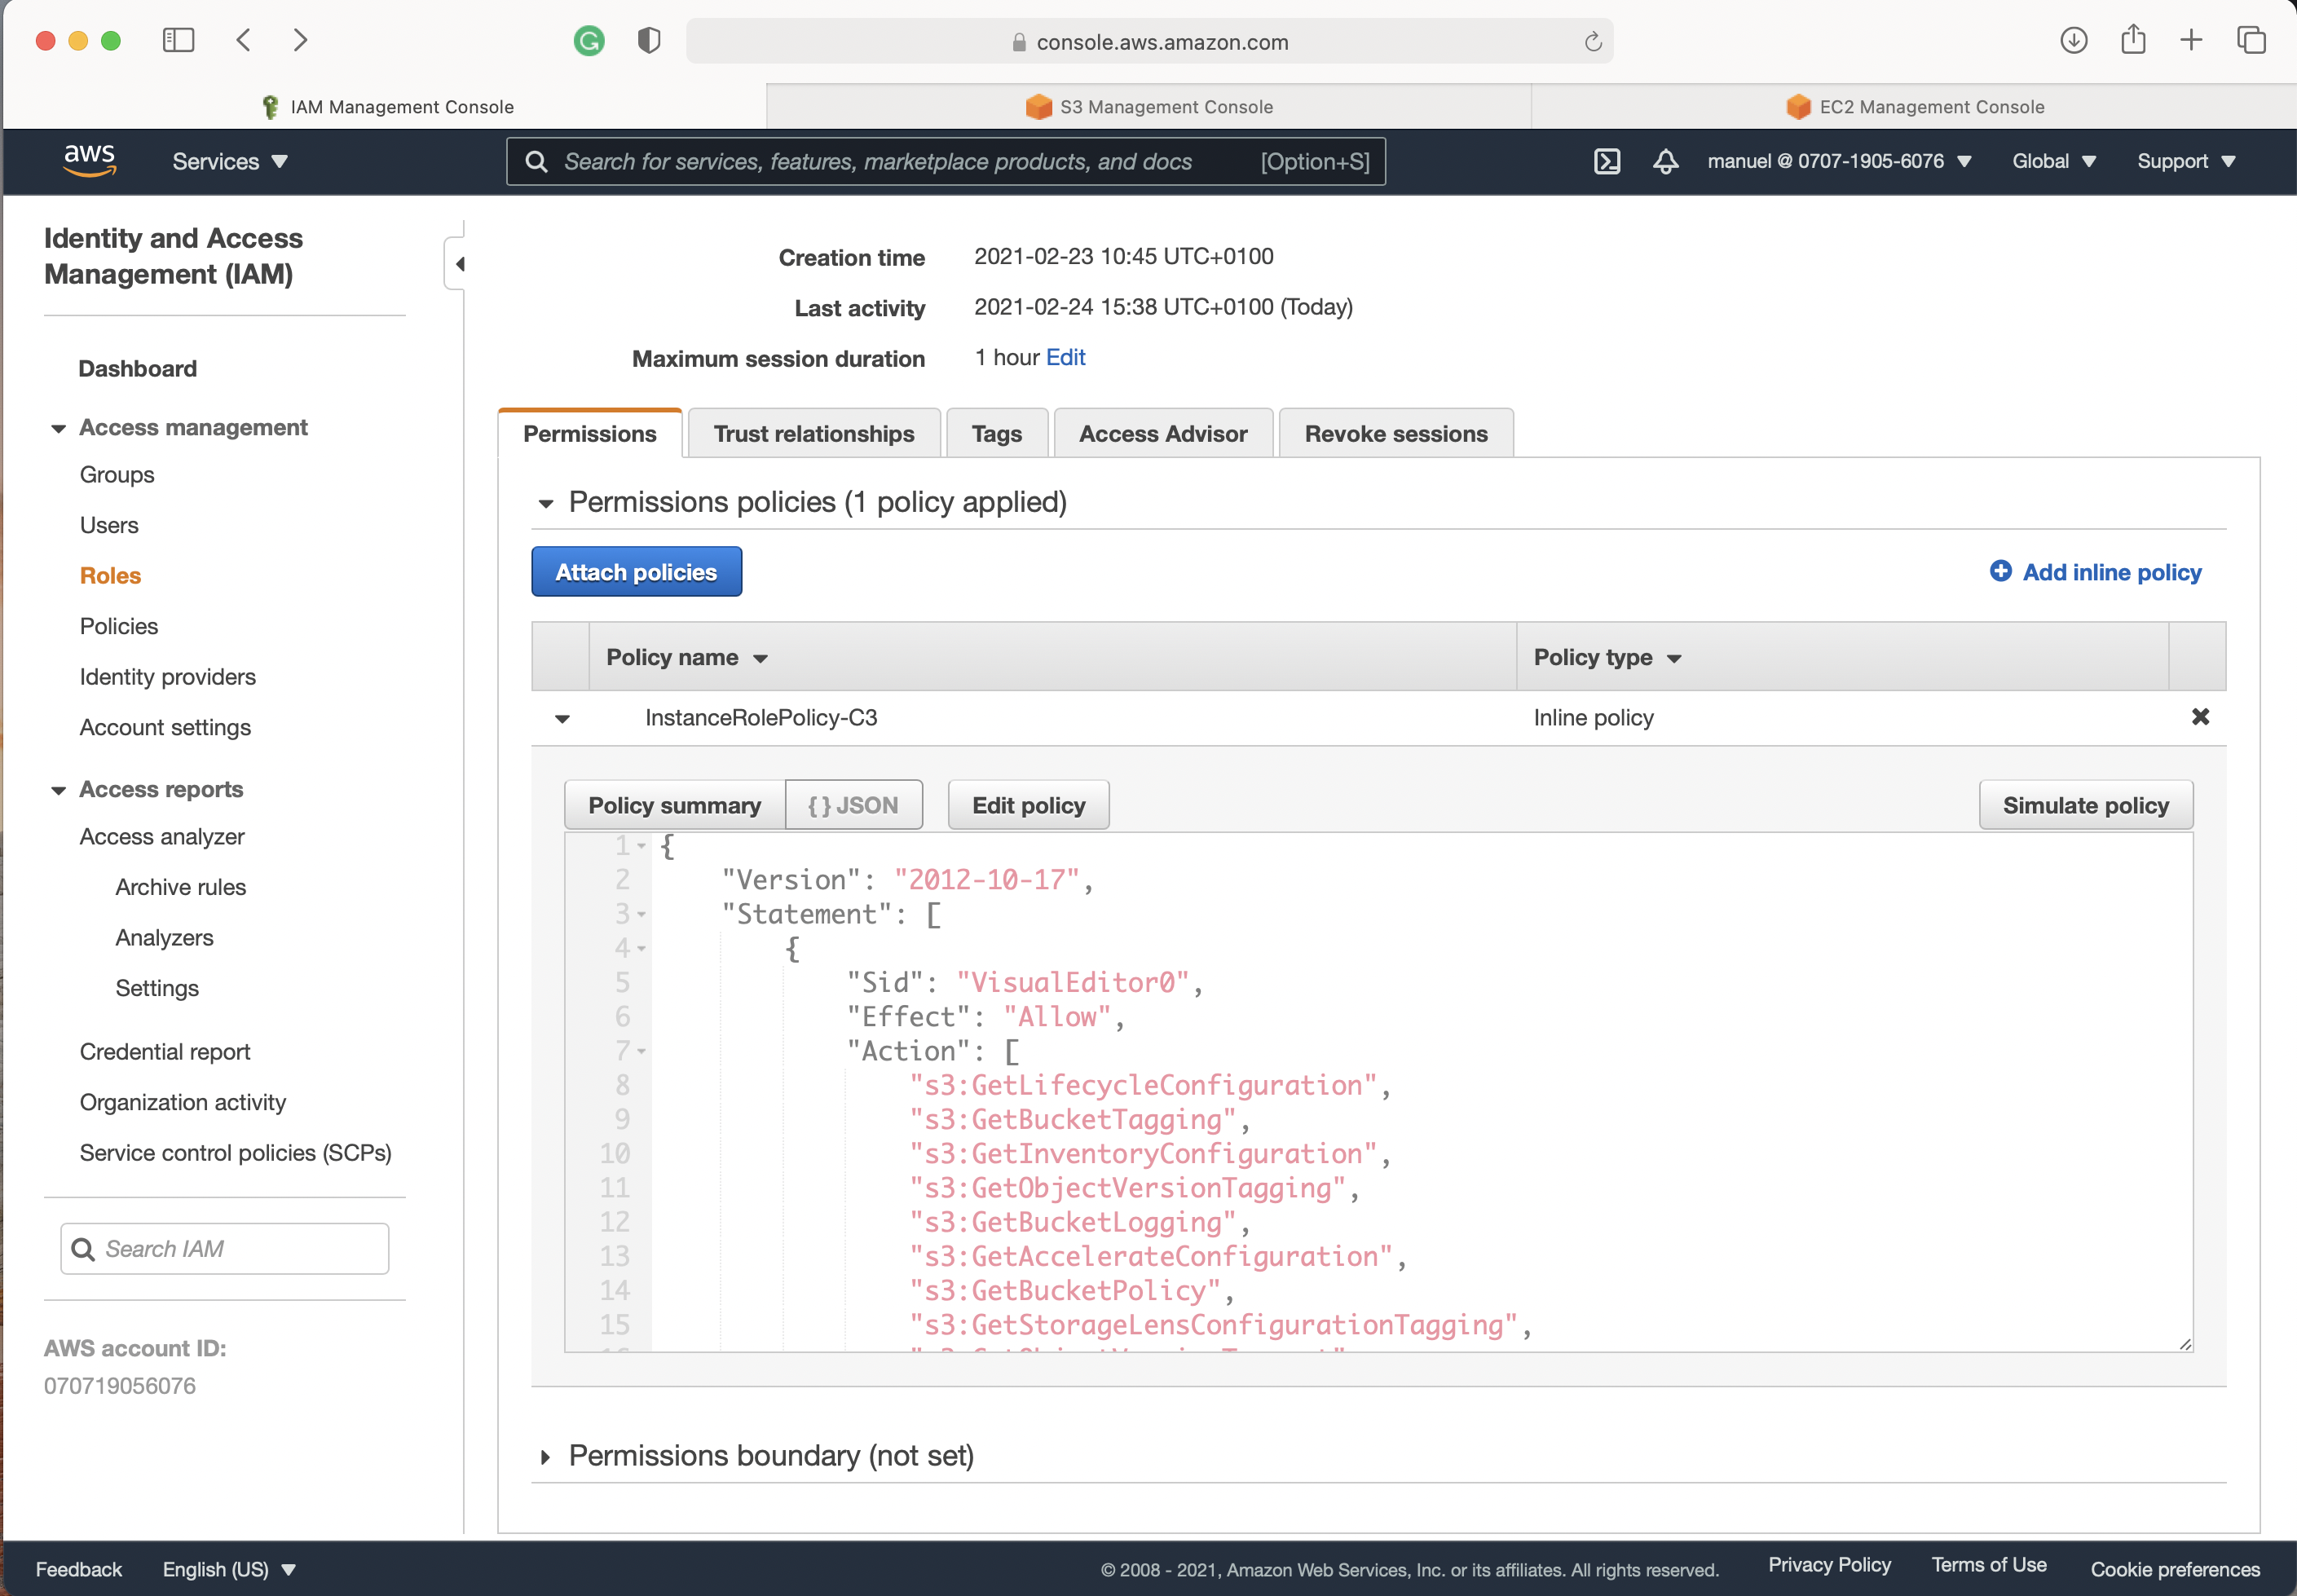 console.aws.amazon.com
IAM Management Console
S3 Management Console
EC2 Management Console
aws
Services
Search for services, features, marketplace products, and docs [Option+S]
manuel @ 0707-1905-6076
Global
Support
Identity and Access
Management (IAM)
Dashboard
Access management
Groups
Users
Roles
Policies
Identity providers
Account settings
Access reports
Access analyzer
Archive rules
Analyzers
Settings
Credential report
Organization activity
Service control policies (SCPs)
Search IAM
AWS account ID:
070719056076
Creation time 2021-02-23 10:45 UTC+0100
Last activity 2021-02-24 15:38 UTC+0100 (Today)
Maximum session duration 1 hour Edit
Permissions
Trust relationships
Tags
Access Advisor
Revoke sessions
Permissions policies (1 policy applied)
Attach policies
Add inline policy
Policy name
Policy type
InstanceRolePolicy-C3
Inline policy
Policy summary
{ } JSON
Edit policy
Simulate policy
1 {
2 "Version": "2012-10-17",
3 "Statement": [
4 {
5 "Sid": "VisualEditor0",
6 "Effect": "Allow",
7 "Action": [
8 "s3:GetLifecycleConfiguration",
9 "s3:GetBucketTagging",
10 "s3:GetInventoryConfiguration",
11 "s3:GetObjectVersionTagging",
12 "s3:GetBucketLogging",
13 "s3:GetAccelerateConfiguration",
14 "s3:GetBucketPolicy",
15 "s3:GetStorageLensConfigurationTagging",
Permissions boundary (not set)
Feedback
English (US)
© 2008 - 2021, Amazon Web Services, Inc. or its affiliates. All rights reserved.
Privacy Policy
Terms of Use
Cookie preferences